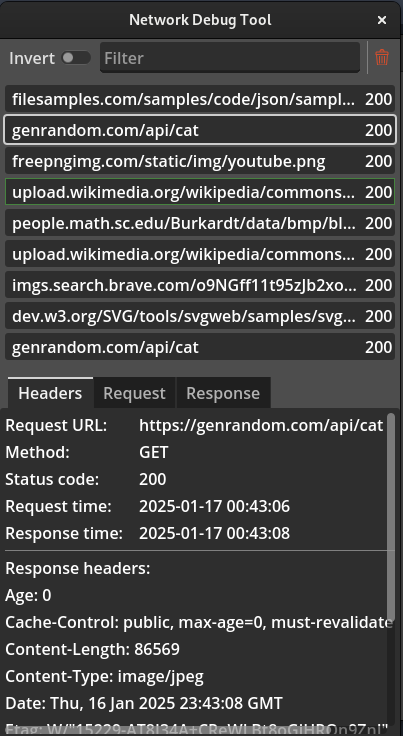 Network Debug Tool
×
Invert
Filter
filesamples.com/samples/code/json/sampl... 200
genrandom.com/api/cat 200
freepngimg.com/static/img/youtube.png 200
upload.wikimedia.org/wikipedia/commons... 200
people.math.sc.edu/Burkardt/data/bmp/bl... 200
upload.wikimedia.org/wikipedia/commons... 200
imgs.search.brave.com/o9NGff11t95zJb2xo... 200
dev.w3.org/SVG/tools/svgweb/samples/svg... 200
genrandom.com/api/cat 200
Headers Request Response
Request URL: https://genrandom.com/api/cat
Method: GET
Status code: 200
Request time: 2025-01-17 00:43:06
Response time: 2025-01-17 00:43:08
Response headers:
Age: 0
Cache-Control: public, max-age=0, must-revalidate
Content-Length: 86569
Content-Type: image/jpeg
Date: Thu, 16 Jan 2025 23:43:08 GMT
Etag: